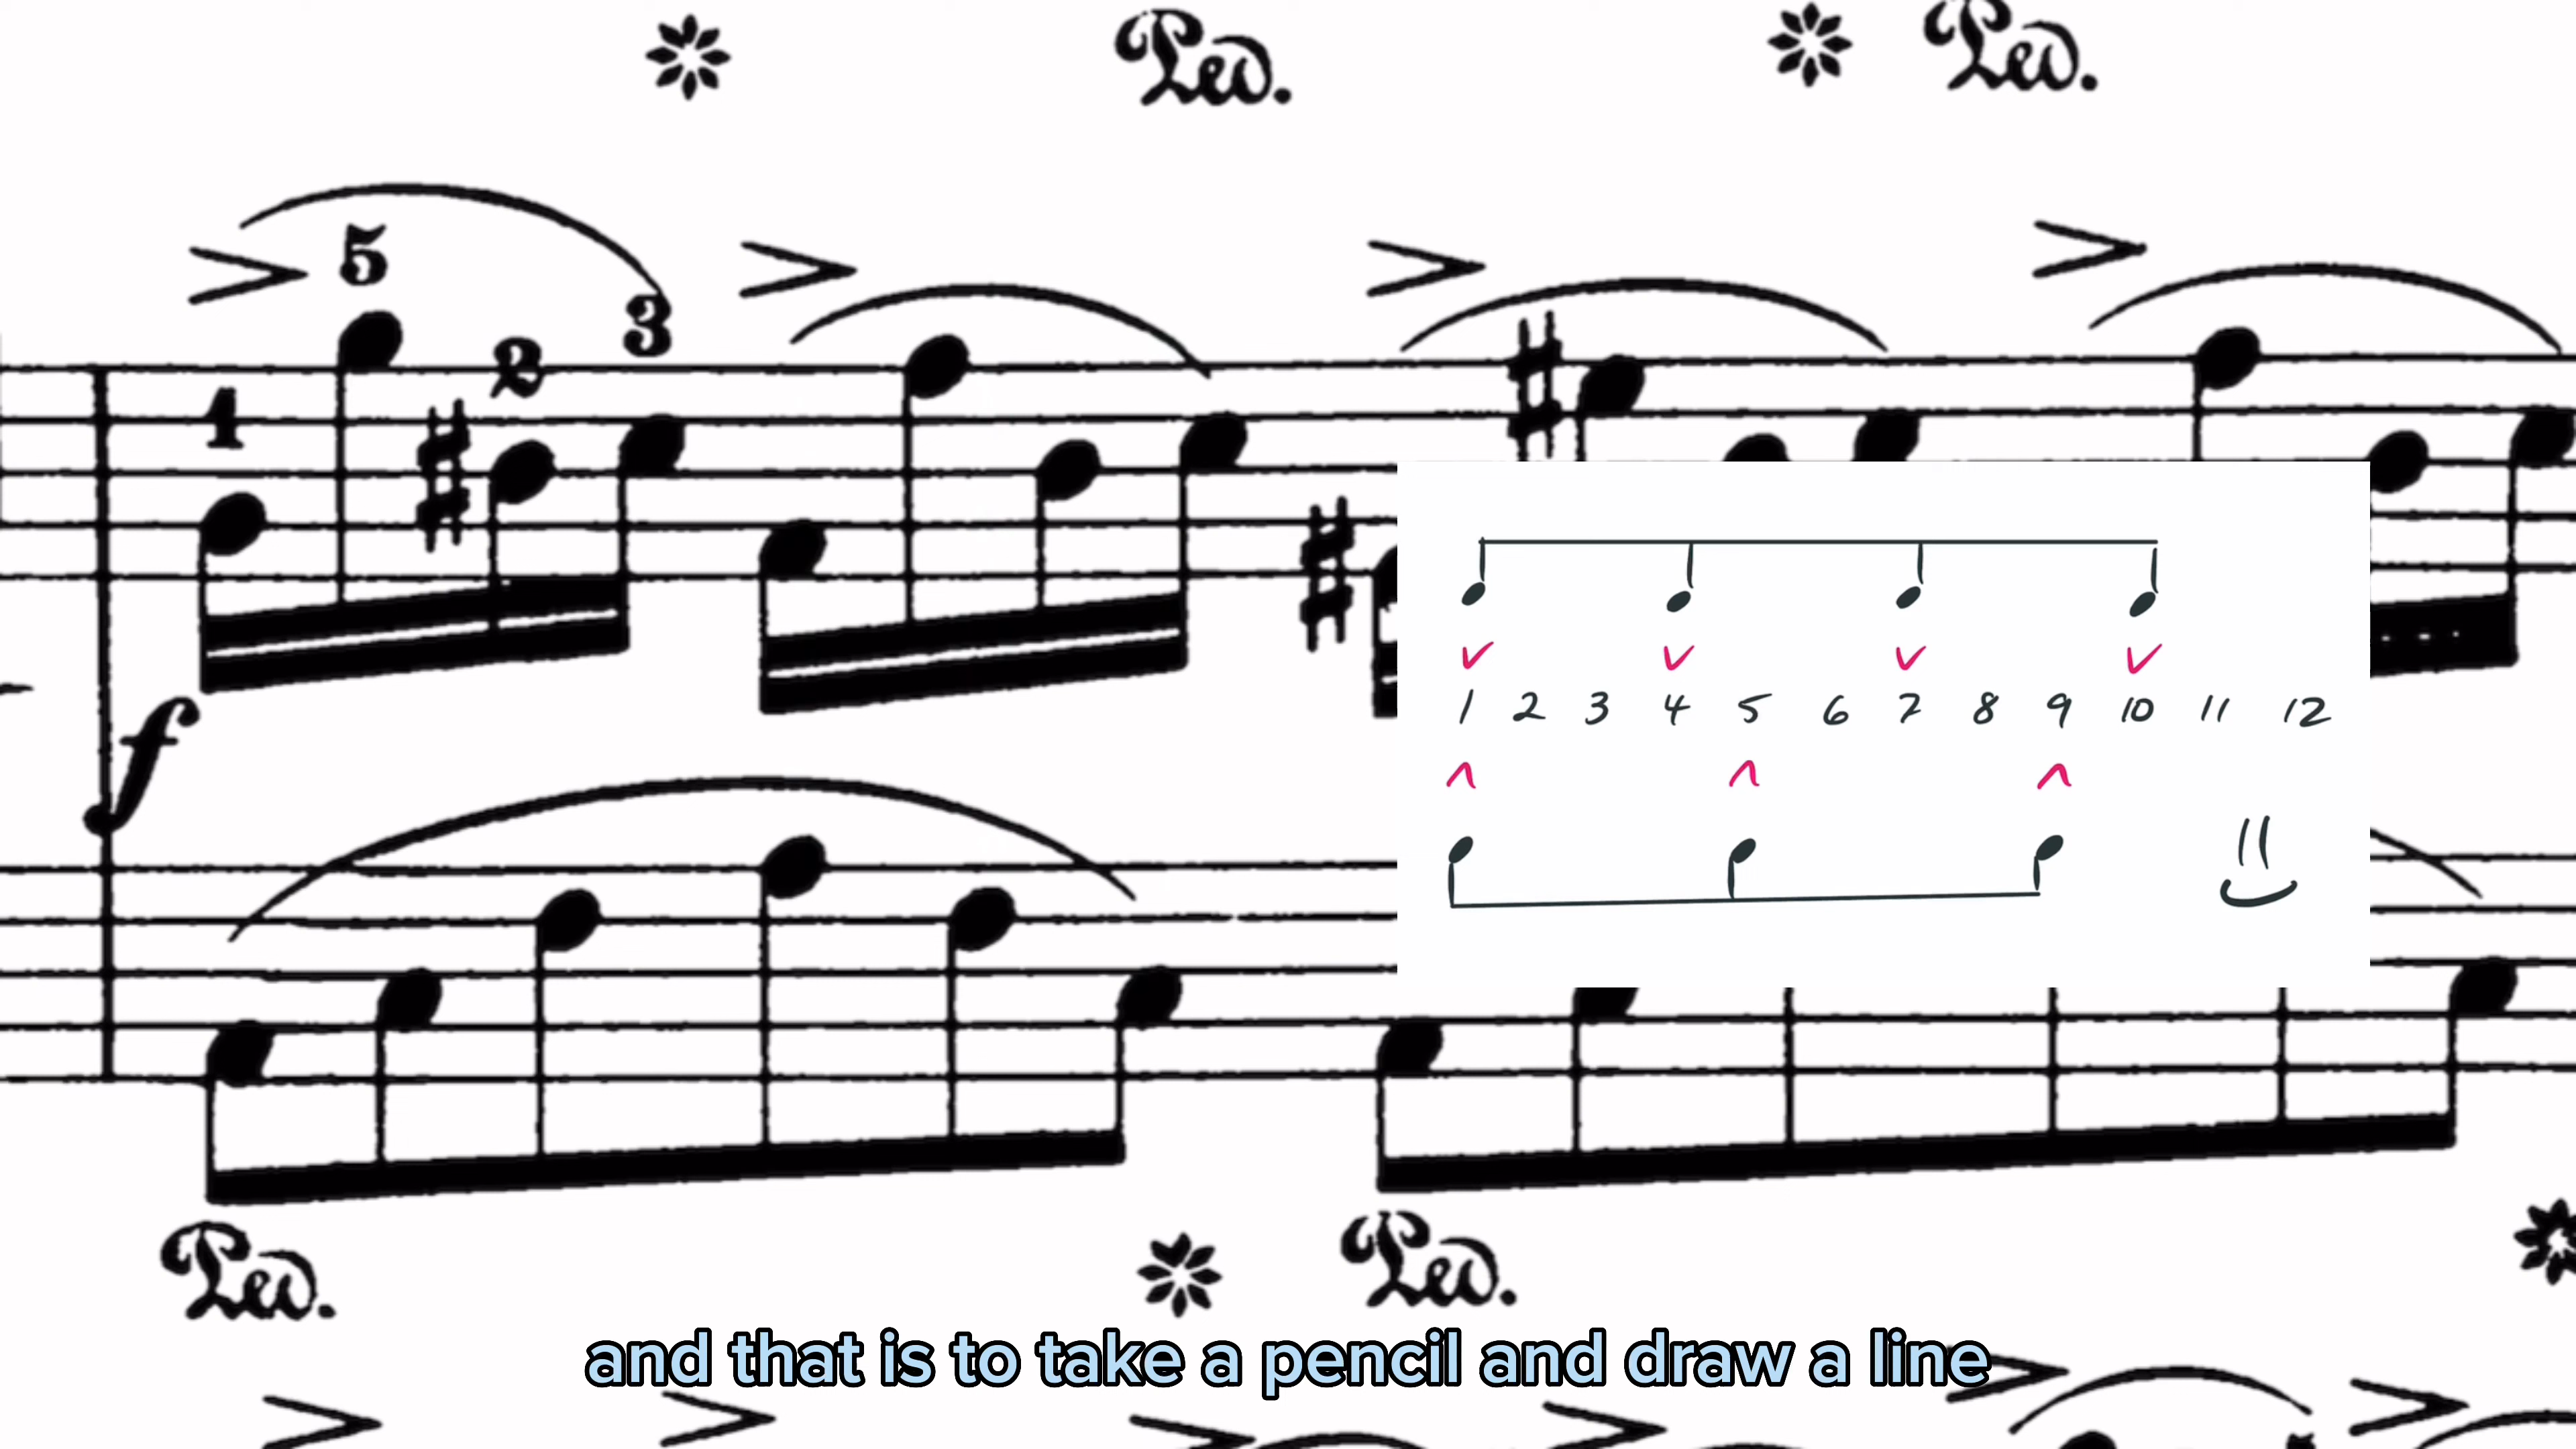 Ped. Ped.
5
3
2
1
1 2 3 4 5 6 7 8 9 10 11 12
f
Ped. Ped.
and that is to take a pencil and draw a line